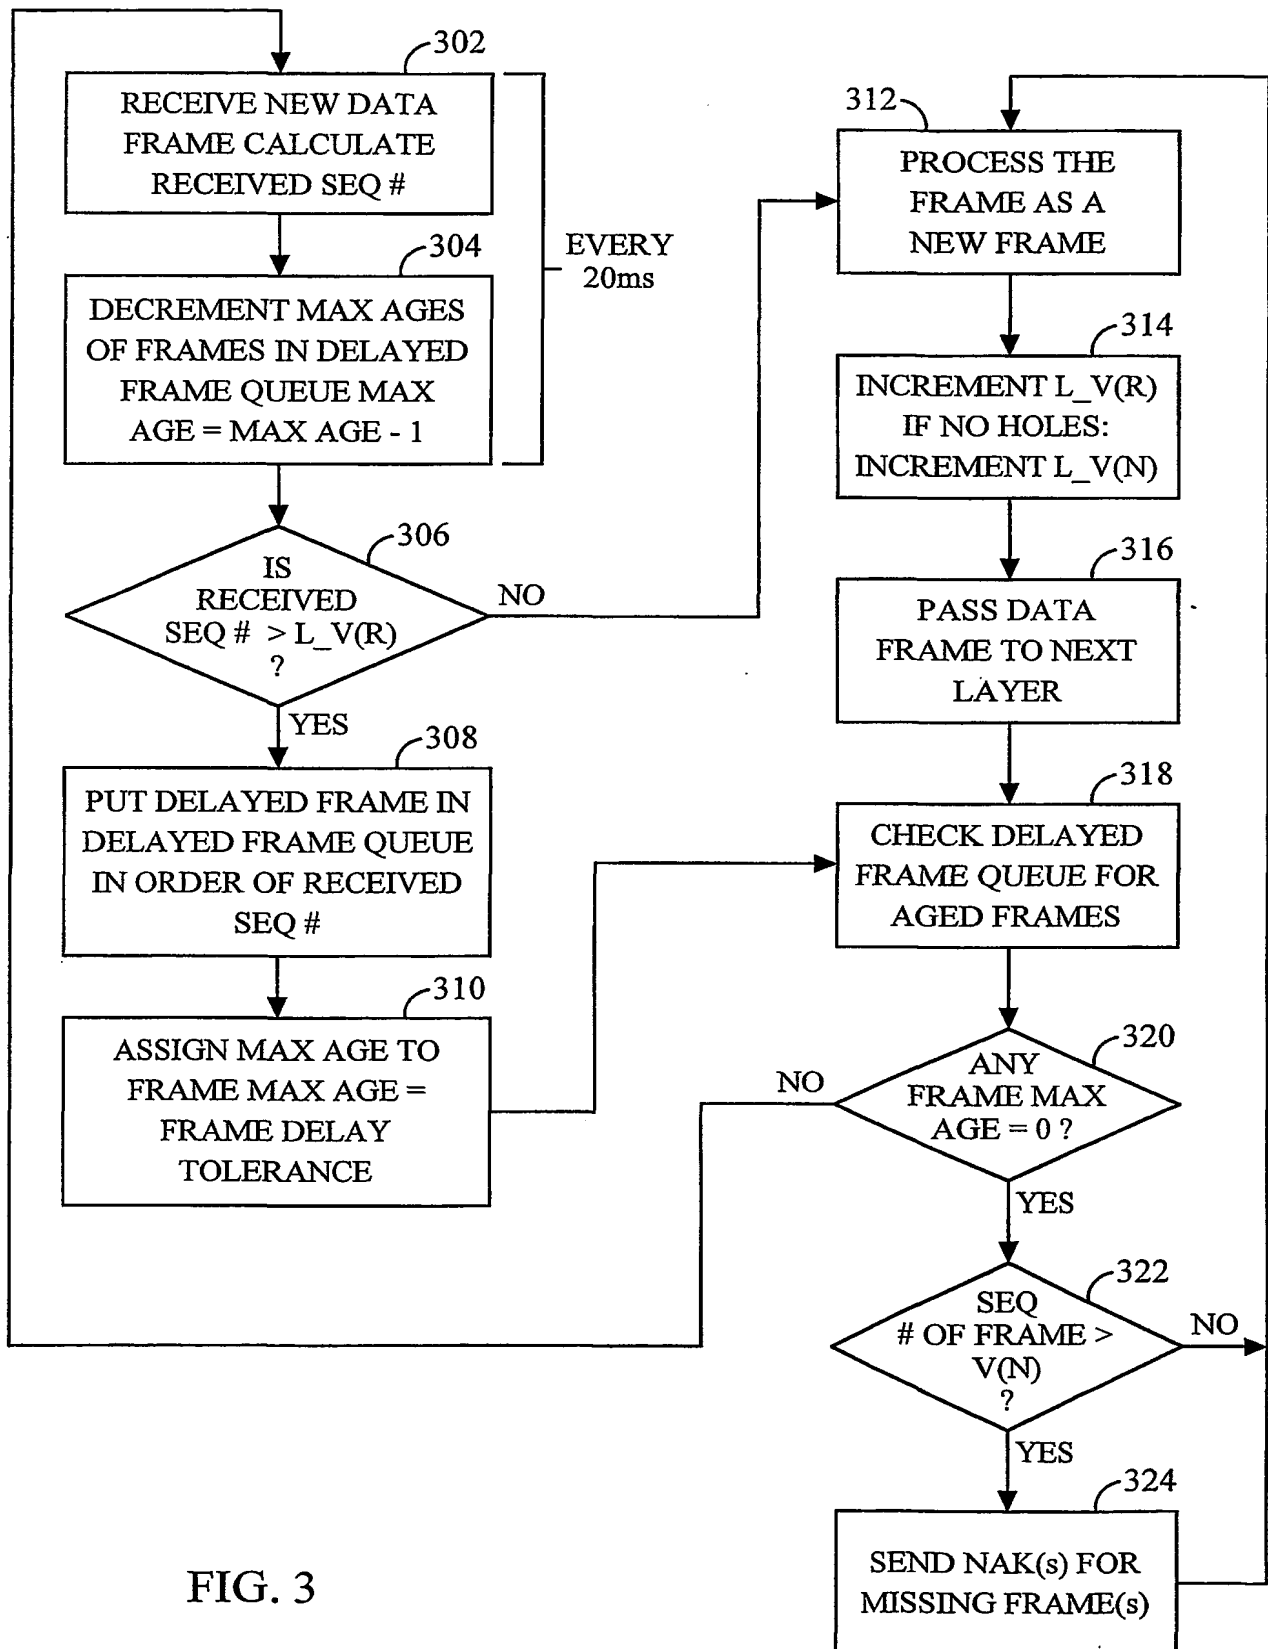 302
RECEIVE NEW DATA
FRAME CALCULATE
RECEIVED SEQ #
304
DECREMENT MAX AGES
OF FRAMES IN DELAYED
FRAME QUEUE MAX
AGE = MAX AGE - 1
EVERY
20ms
306
IS
RECEIVED
SEQ # > L_V(R)
?
NO
YES
308
PUT DELAYED FRAME IN
DELAYED FRAME QUEUE
IN ORDER OF RECEIVED
SEQ #
310
ASSIGN MAX AGE TO
FRAME MAX AGE =
FRAME DELAY
TOLERANCE
312
PROCESS THE
FRAME AS A
NEW FRAME
314
INCREMENT L_V(R)
IF NO HOLES:
INCREMENT L_V(N)
316
PASS DATA
FRAME TO NEXT
LAYER
318
CHECK DELAYED
FRAME QUEUE FOR
AGED FRAMES
320
ANY
FRAME MAX
AGE = 0 ?
NO
YES
322
SEQ
# OF FRAME >
V(N)
?
NO
YES
324
SEND NAK(s) FOR
MISSING FRAME(s)
FIG. 3